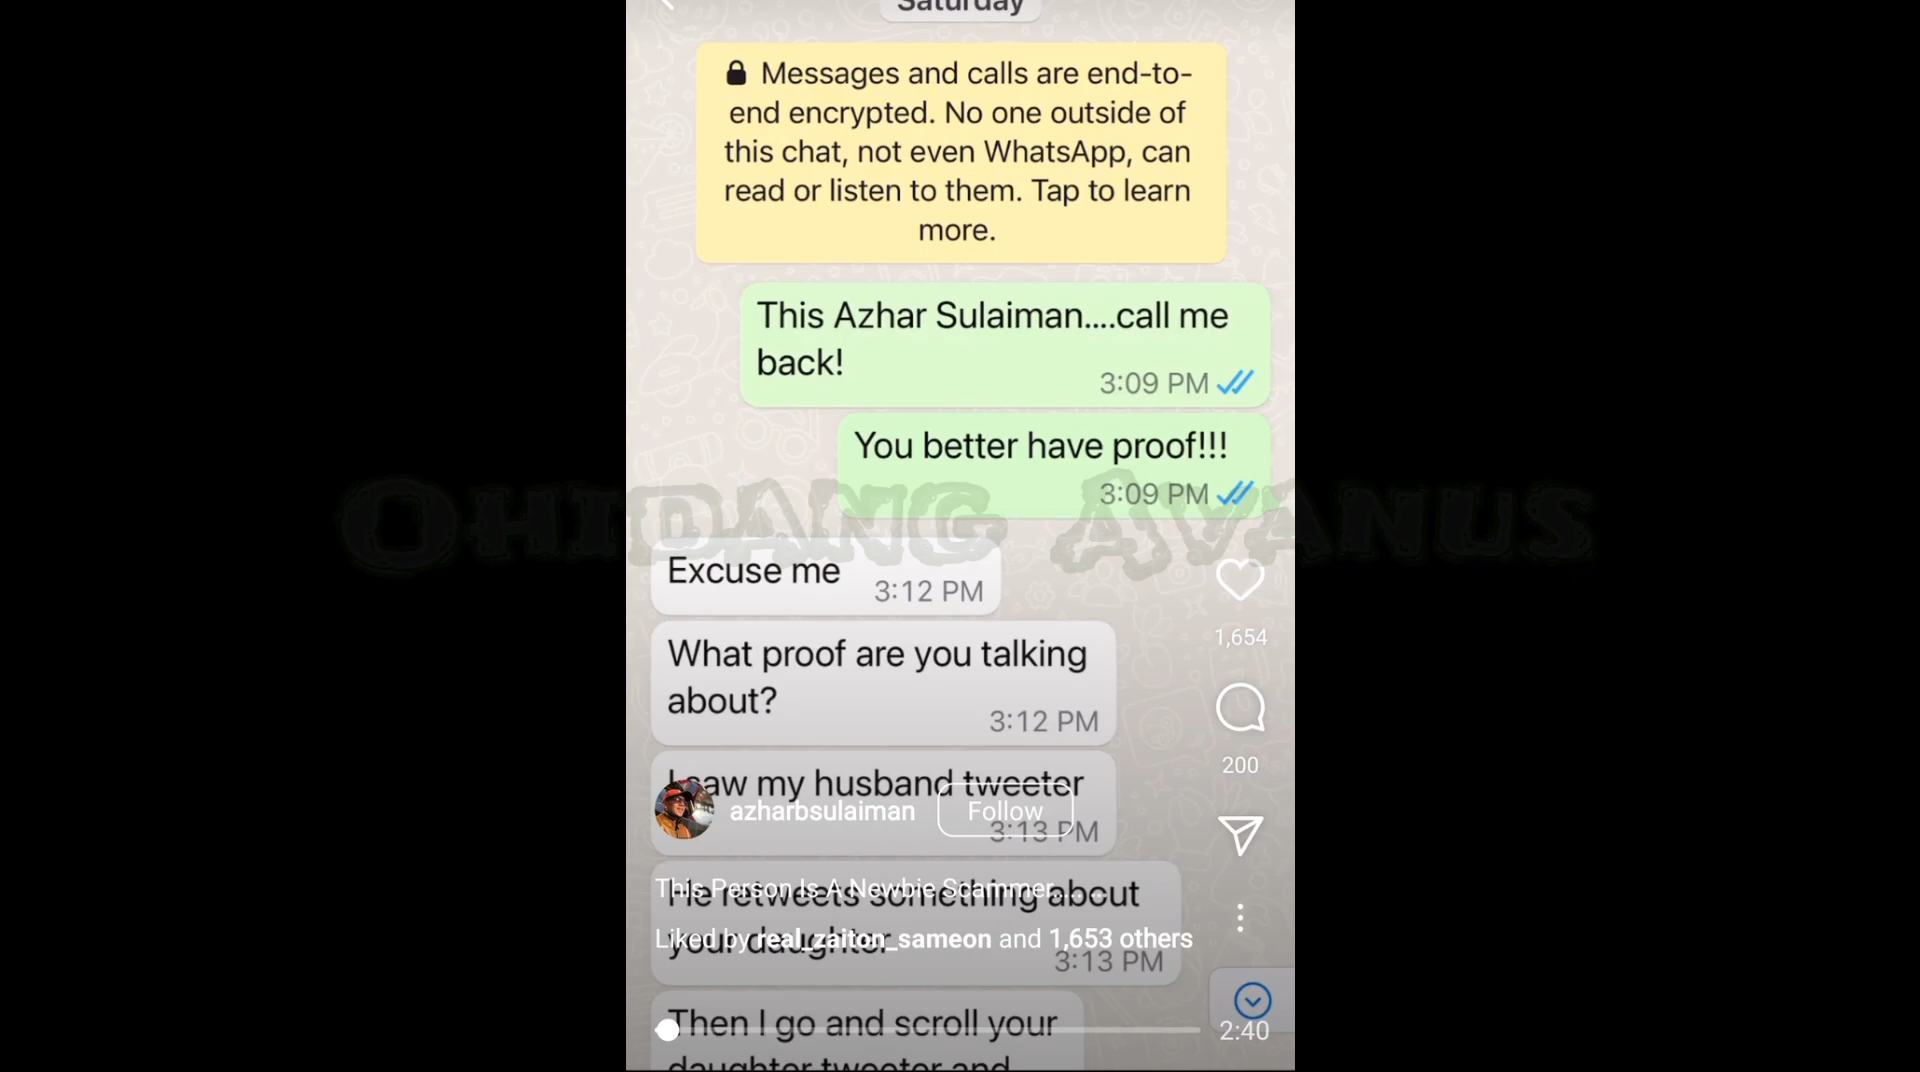 Saturday
Messages and calls are end-to-
end encrypted. No one outside of
this chat, not even WhatsApp, can
read or listen to them. Tap to learn
more.
This Azhar Sulaiman....call me
back!
3:09 PM
You better have proof!!!
3:09 PM
OHIDANG AVANUS
Excuse me
3:12 PM
1,654
What proof are you talking
about?
3:12 PM
200
I saw my husband tweeter
azharbsulaiman
Follow
3:13 PM
This Person Is A Newbie Scammer......
He retweets something about
your daughter
Liked by real_zaiton_sameon and 1,653 others
3:13 PM
Then I go and scroll your
2:40
daughter tweeter and